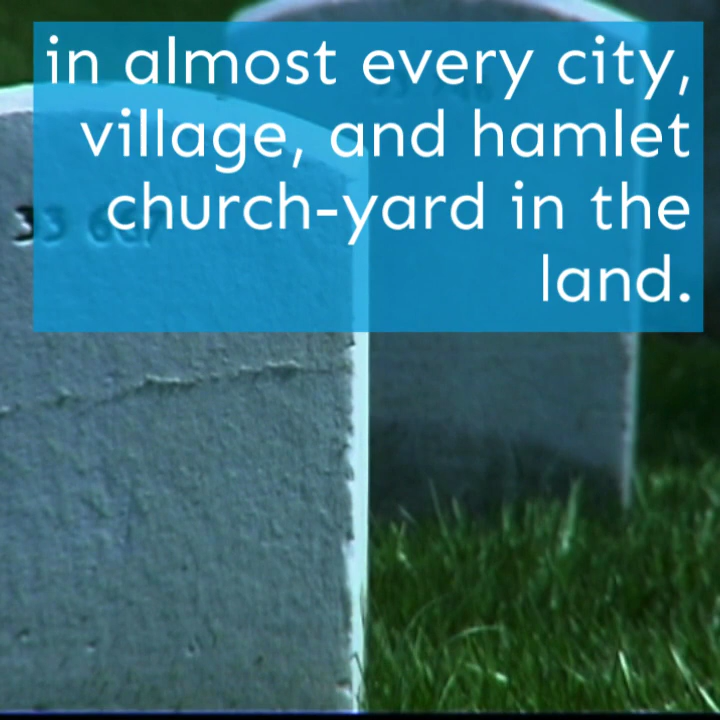 in almost every city,
village, and hamlet
church-yard in the
land.